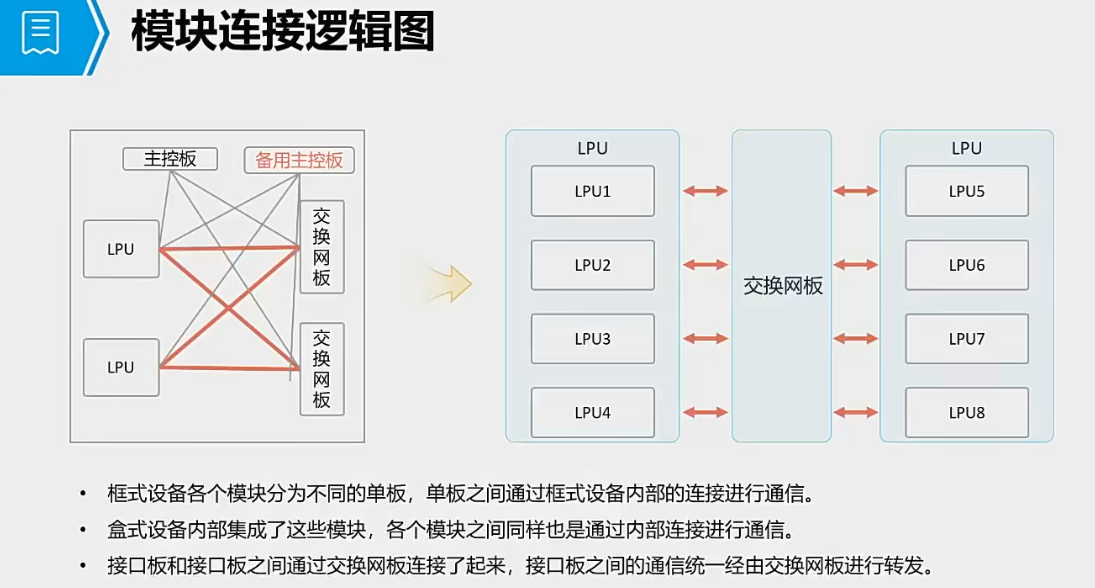 模块连接逻辑图
主控板
备用主控板
LPU
交换网板
LPU
交换网板
LPU
LPU1
LPU2
LPU3
LPU4
交换网板
LPU
LPU5
LPU6
LPU7
LPU8
• 框式设备各个模块分为不同的单板，单板之间通过框式设备内部的连接进行通信。
• 盒式设备内部集成了这些模块，各个模块之间同样也是通过内部连接进行通信。
• 接口板和接口板之间通过交换网板连接了起来，接口板之间的通信统一经由交换网板进行转发。